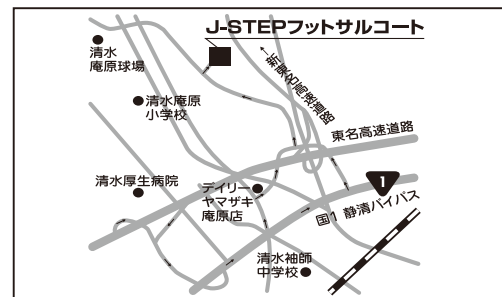 J-STEPフットサルコート
清水
庵原球場
新東名高速道路
清水庵原
小学校
東名高速道路
清水厚生病院
デイリー
ヤマザキ
庵原店
1
国1 静清バイパス
清水袖師
中学校